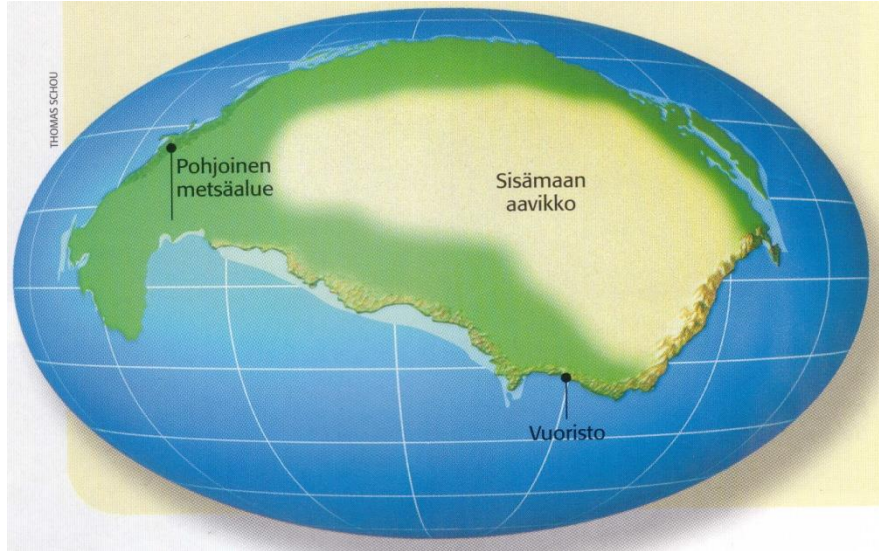 THOMAS SCHOU
Pohjoinen
metsäalue
Sisämaan
aavikko
Vuoristo